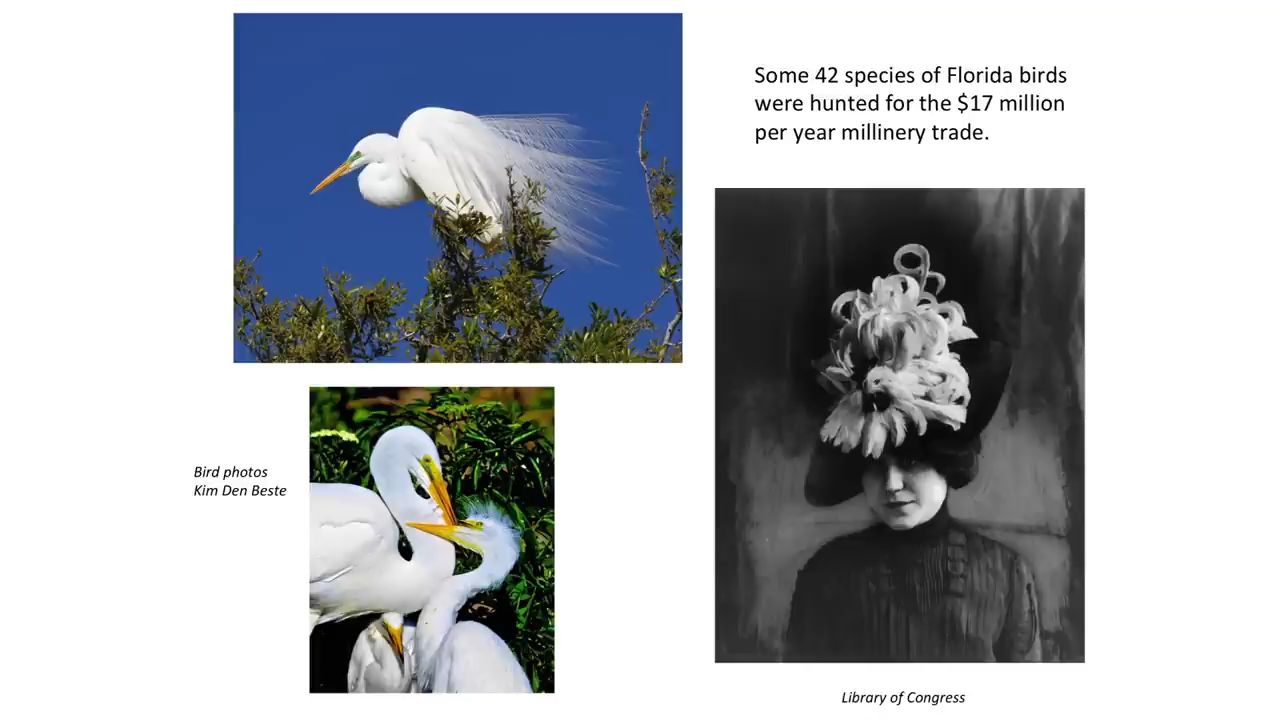 Some 42 species of Florida birds
were hunted for the $17 million
per year millinery trade.
Bird photos
Kim Den Beste
Library of Congress